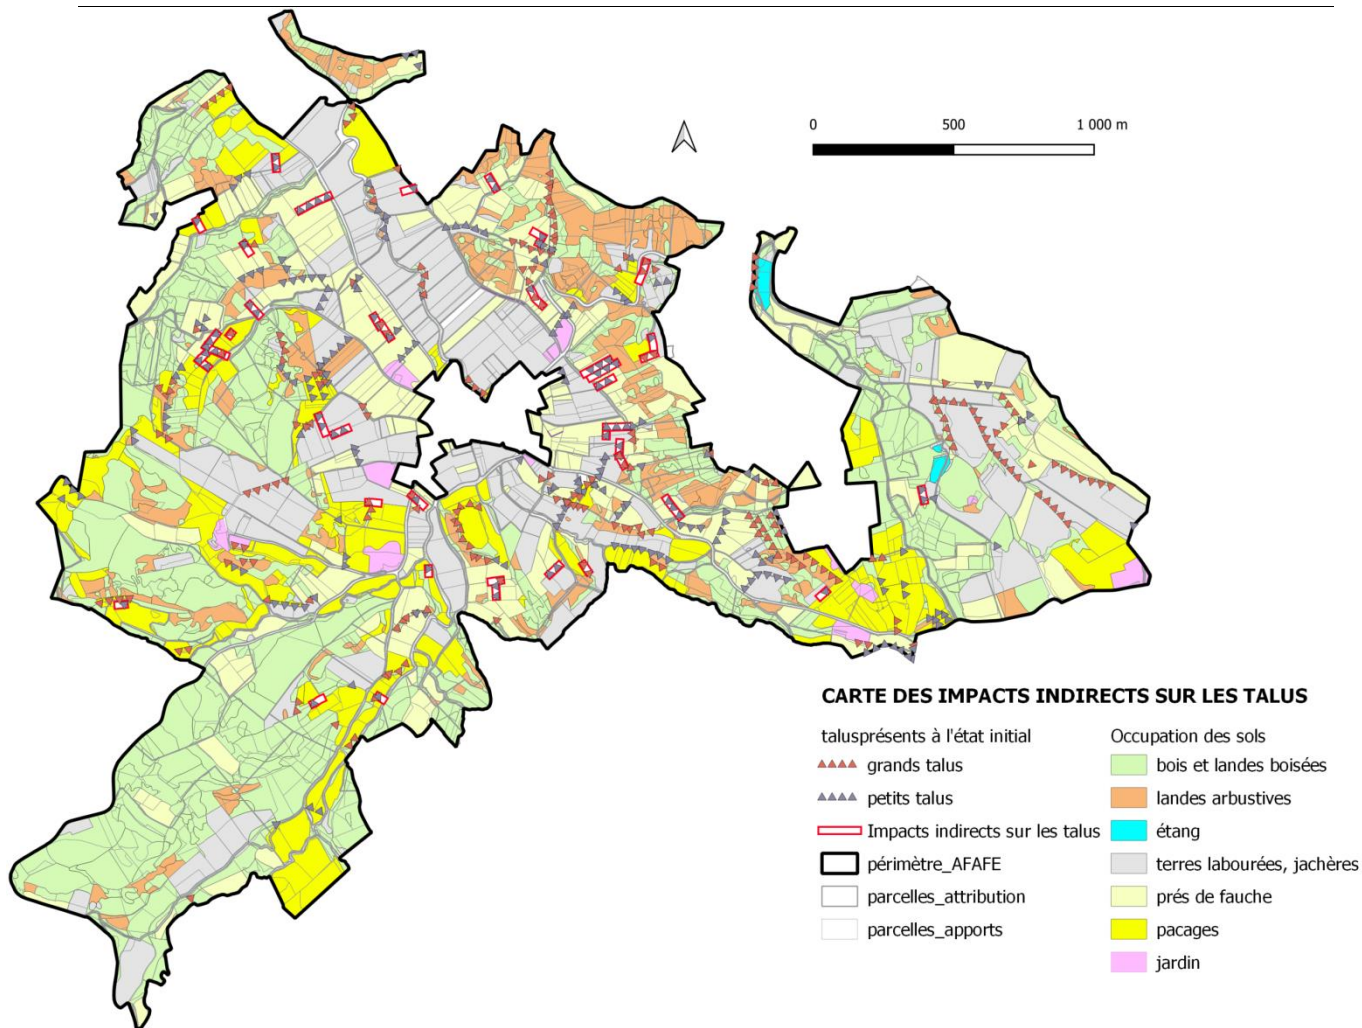 0 500 1 000 m
CARTE DES IMPACTS INDIRECTS SUR LES TALUS
talusprésents à l'état initial
grands talus
petits talus
Impacts indirects sur les talus
périmètre_AFAFE
parcelles_attribution
parcelles_apports
Occupation des sols
bois et landes boisées
landes arbustives
étang
terres labourées, jachères
prés de fauche
pacages
jardin